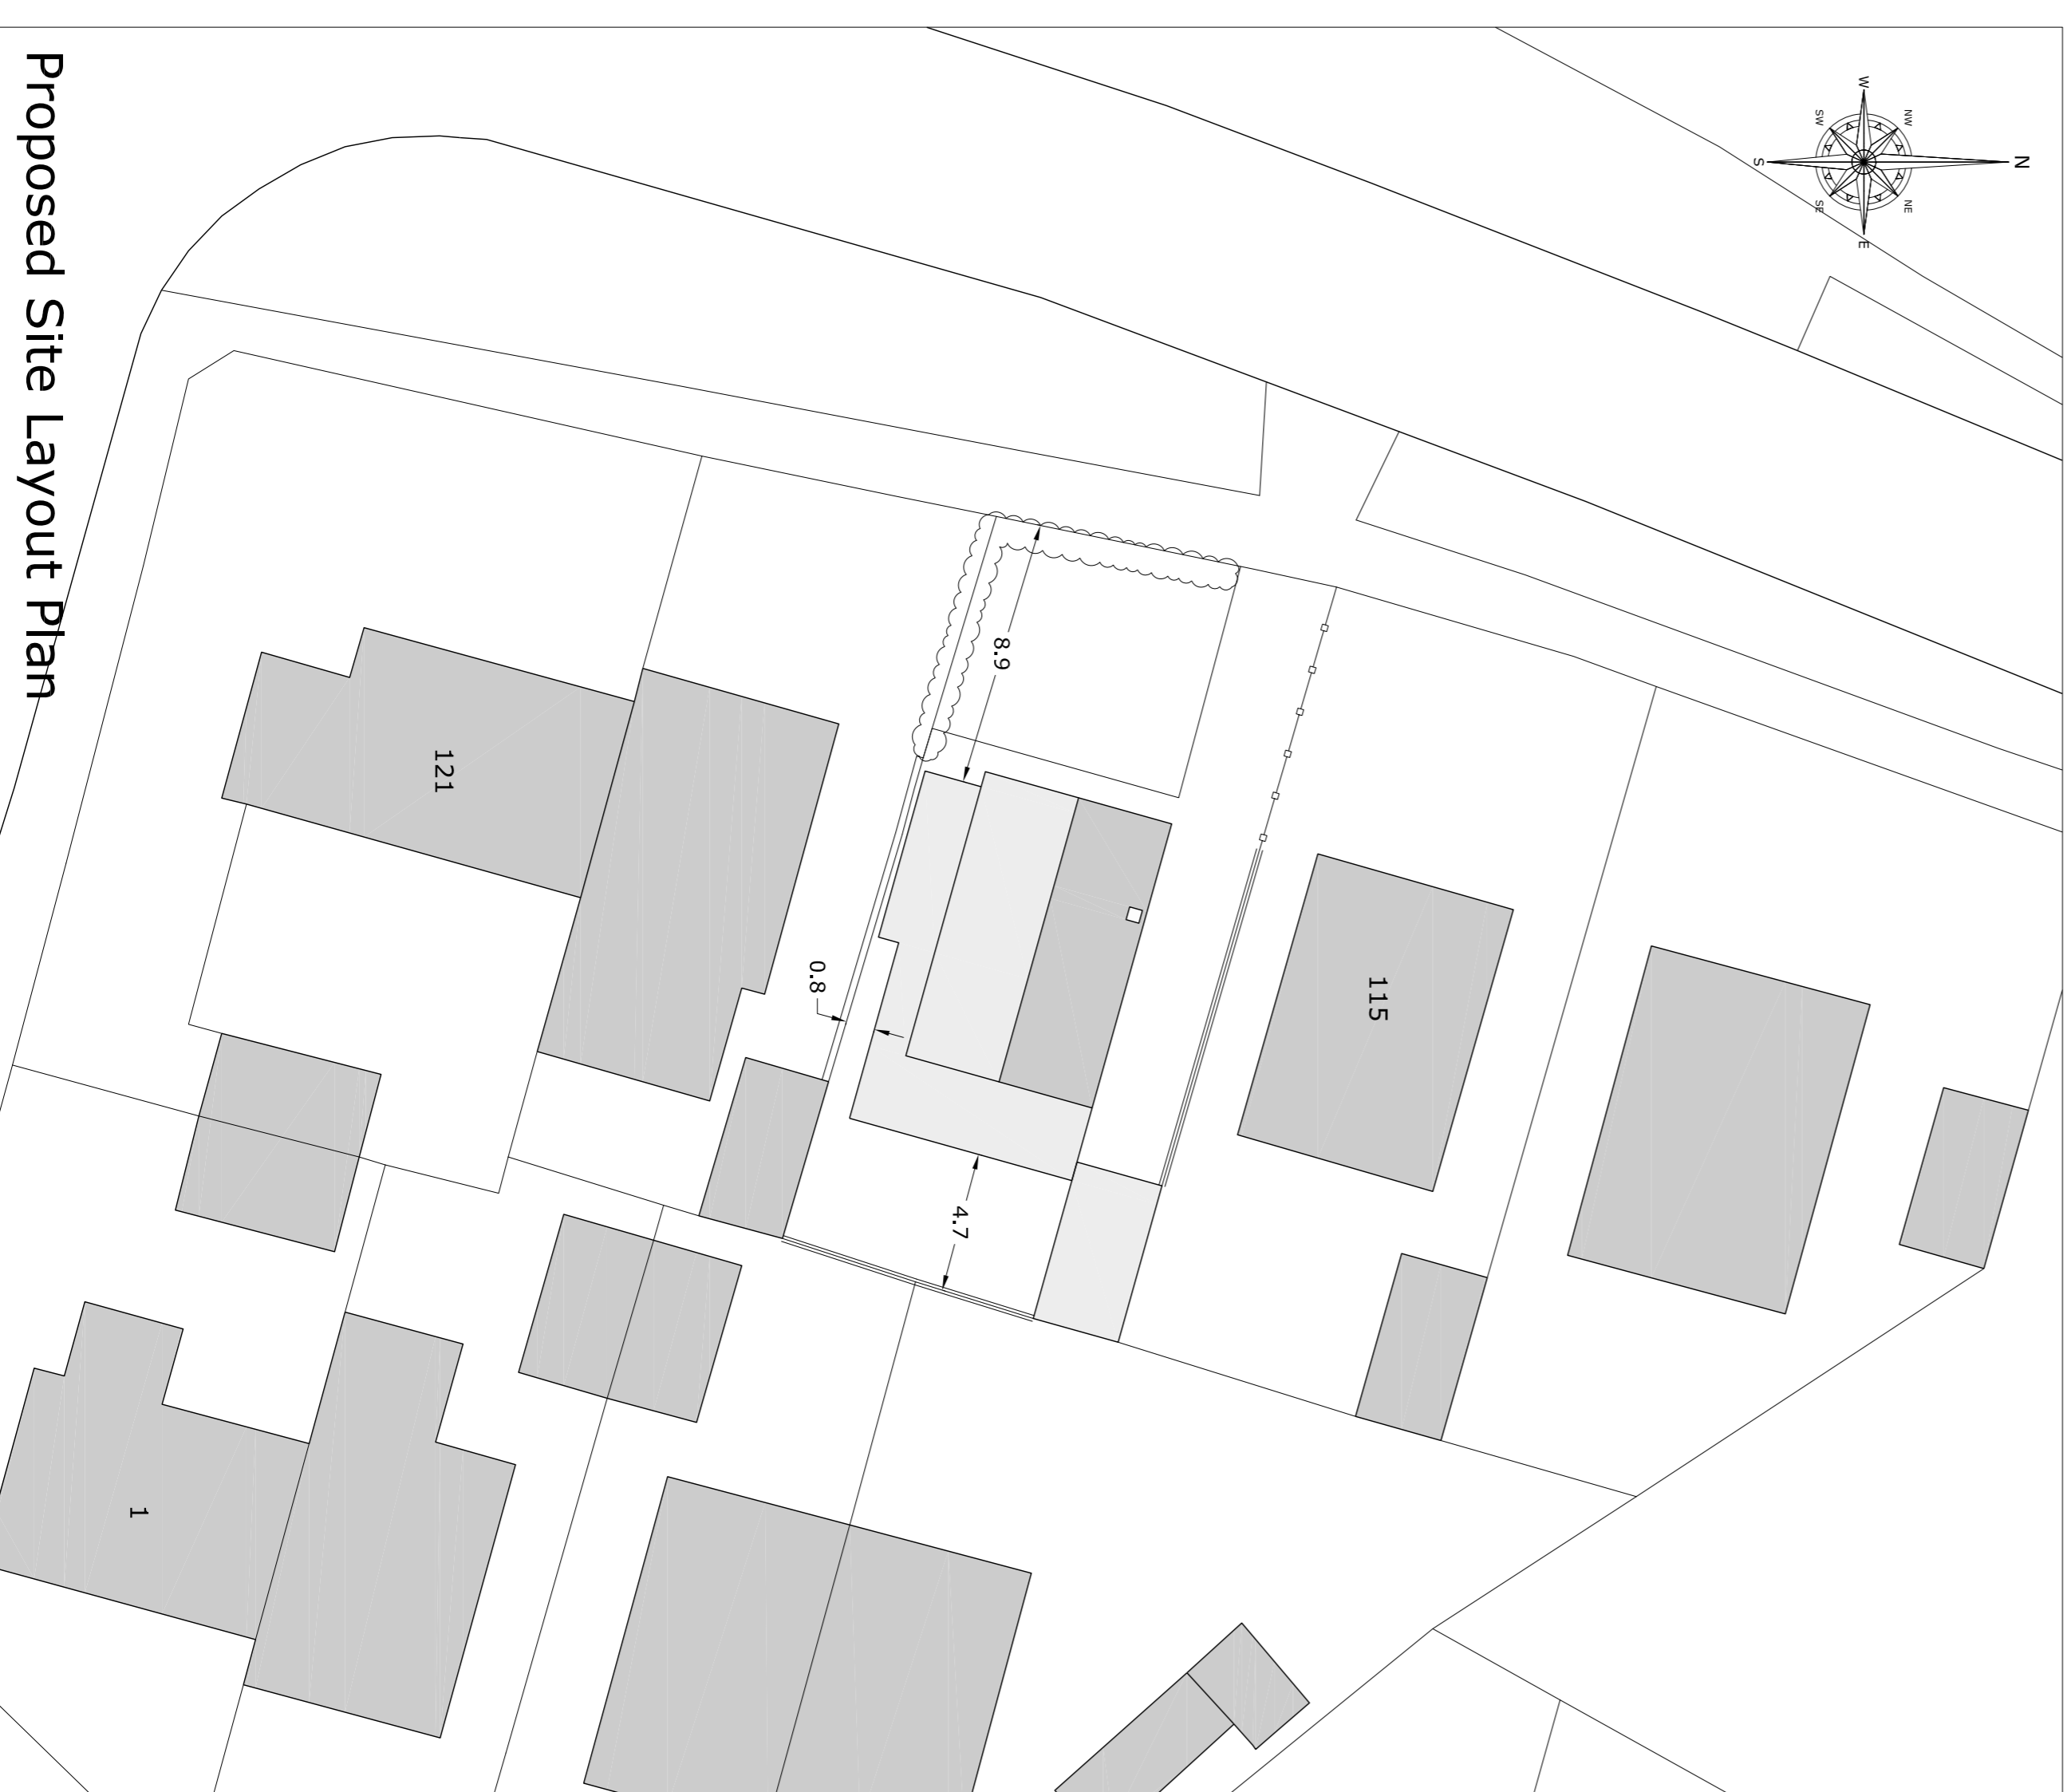 Proposed Site Layout Plan
N
NE
E
SE
S
SW
W
NW
8.9
121
0.8
115
4.7
1